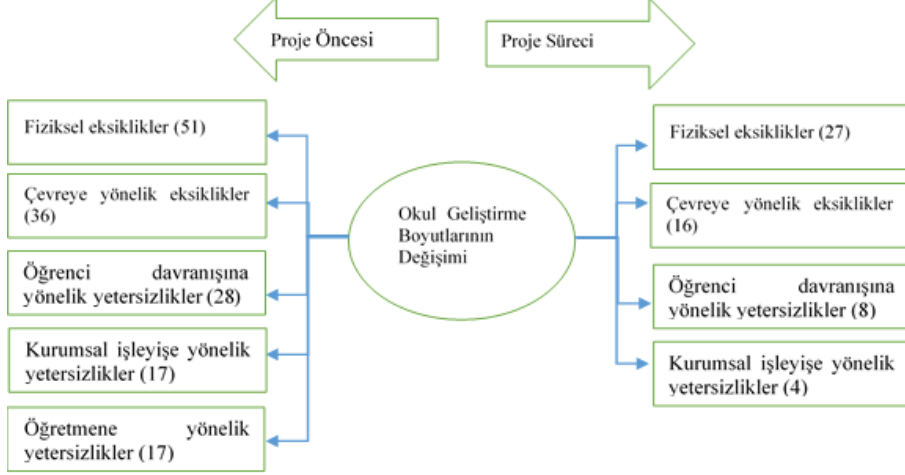 Proje Öncesi
Proje Süreci
Fiziksel eksiklikler (51)
Çevreye yönelik eksiklikler
(36)
Öğrenci davranışına
yönelik yetersizlikler (28)
Kurumsal işleyişe yönelik
yetersizlikler (17)
Öğretmene yönelik
yetersizlikler (17)
Okul Geliştirme
Boyutlarının
Değişimi
Fiziksel eksiklikler (27)
Çevreye yönelik eksiklikler
(16)
Öğrenci davranışına
yönelik yetersizlikler (8)
Kurumsal işleyişe yönelik
yetersizlikler (4)